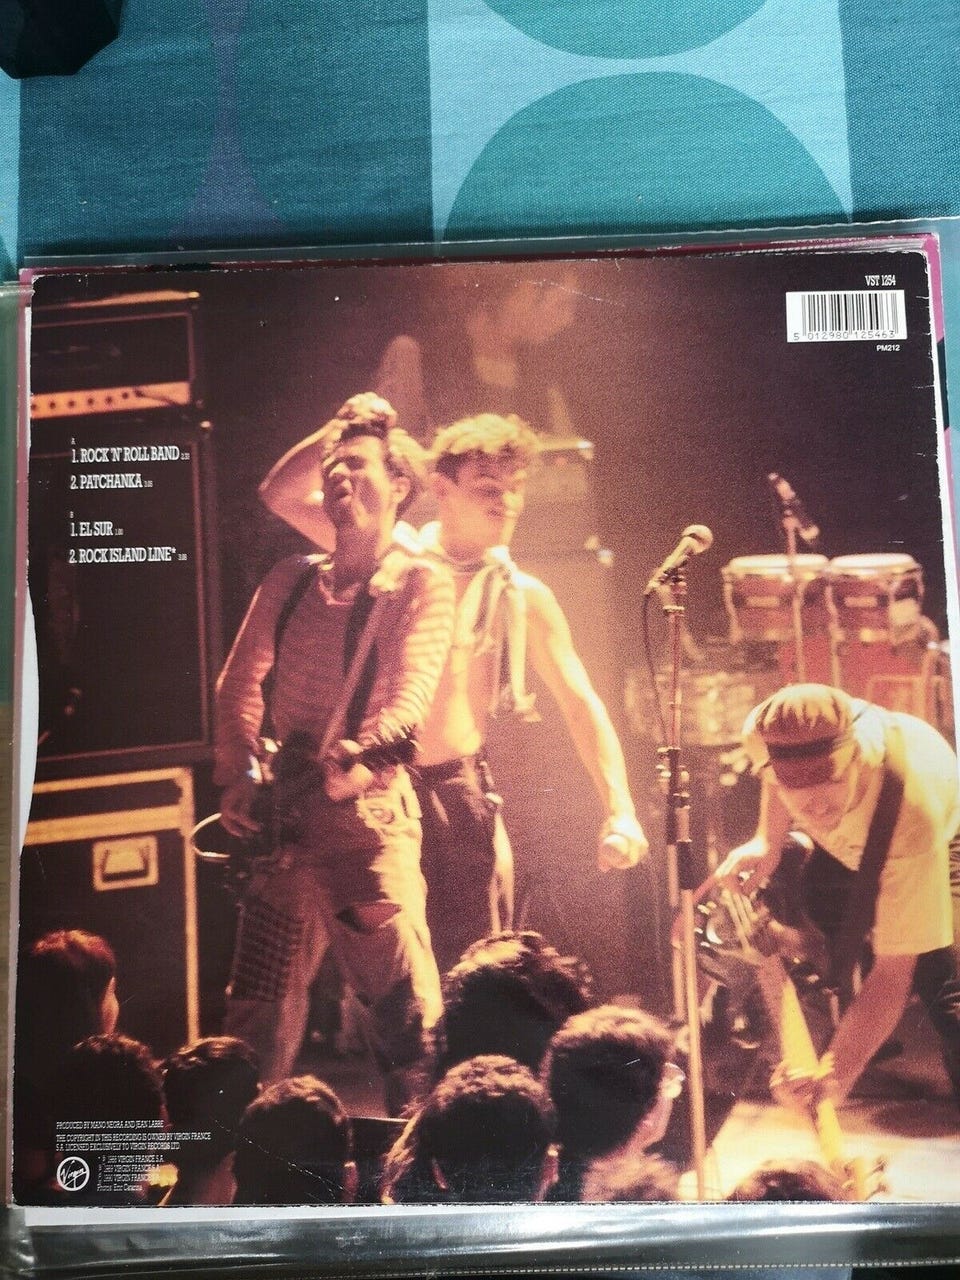 VST 1254
5 012980 125463
PM212
A
1. ROCK 'N' ROLL BAND
2. PATCHANKA
B
1. EL SUR
2. ROCK ISLAND LINE*
PRODUCED BY MANO NEGRA AND JEAN LABBE
THE COPYRIGHT IN THIS RECORDING IS OWNED BY VIRGIN FRANCE
S.A. LICENSED EXCLUSIVELY TO VIRGIN RECORDS LTD.
VIRGIN FRANCE S.A.
VIRGIN FRANCE S.A.
VIRGIN FRANCE S.A.
Virgin